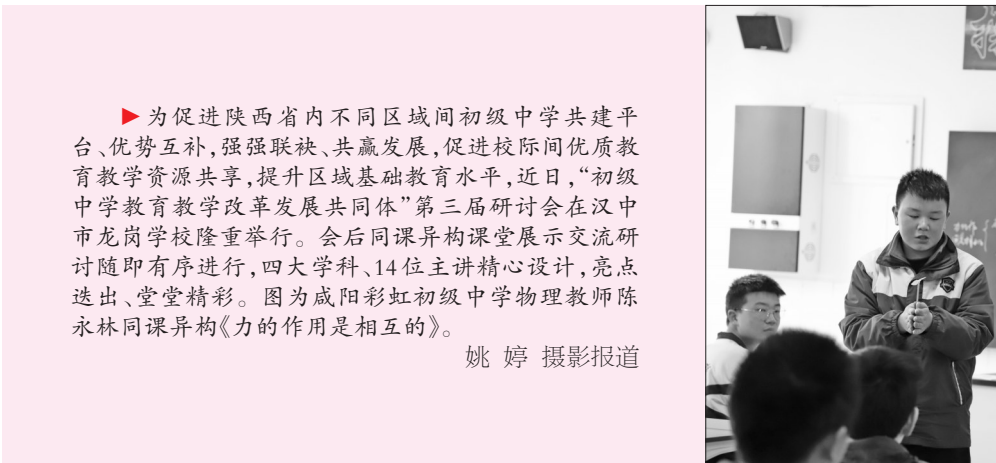 ▶为促进陕西省内不同区域间初级中学共建平
台、优势互补,强强联袂、共赢发展,促进校际间优质教
育教学资源共享,提升区域基础教育水平,近日,“初级
中学教育教学改革发展共同体”第三届研讨会在汉中
市龙岗学校隆重举行。会后同课异构课堂展示交流研
讨随即有序进行,四大学科、14位主讲精心设计,亮点
迭出、堂堂精彩。图为咸阳彩虹初级中学物理教师陈
永林同课异构《力的作用是相互的》。
姚 婷 摄影报道